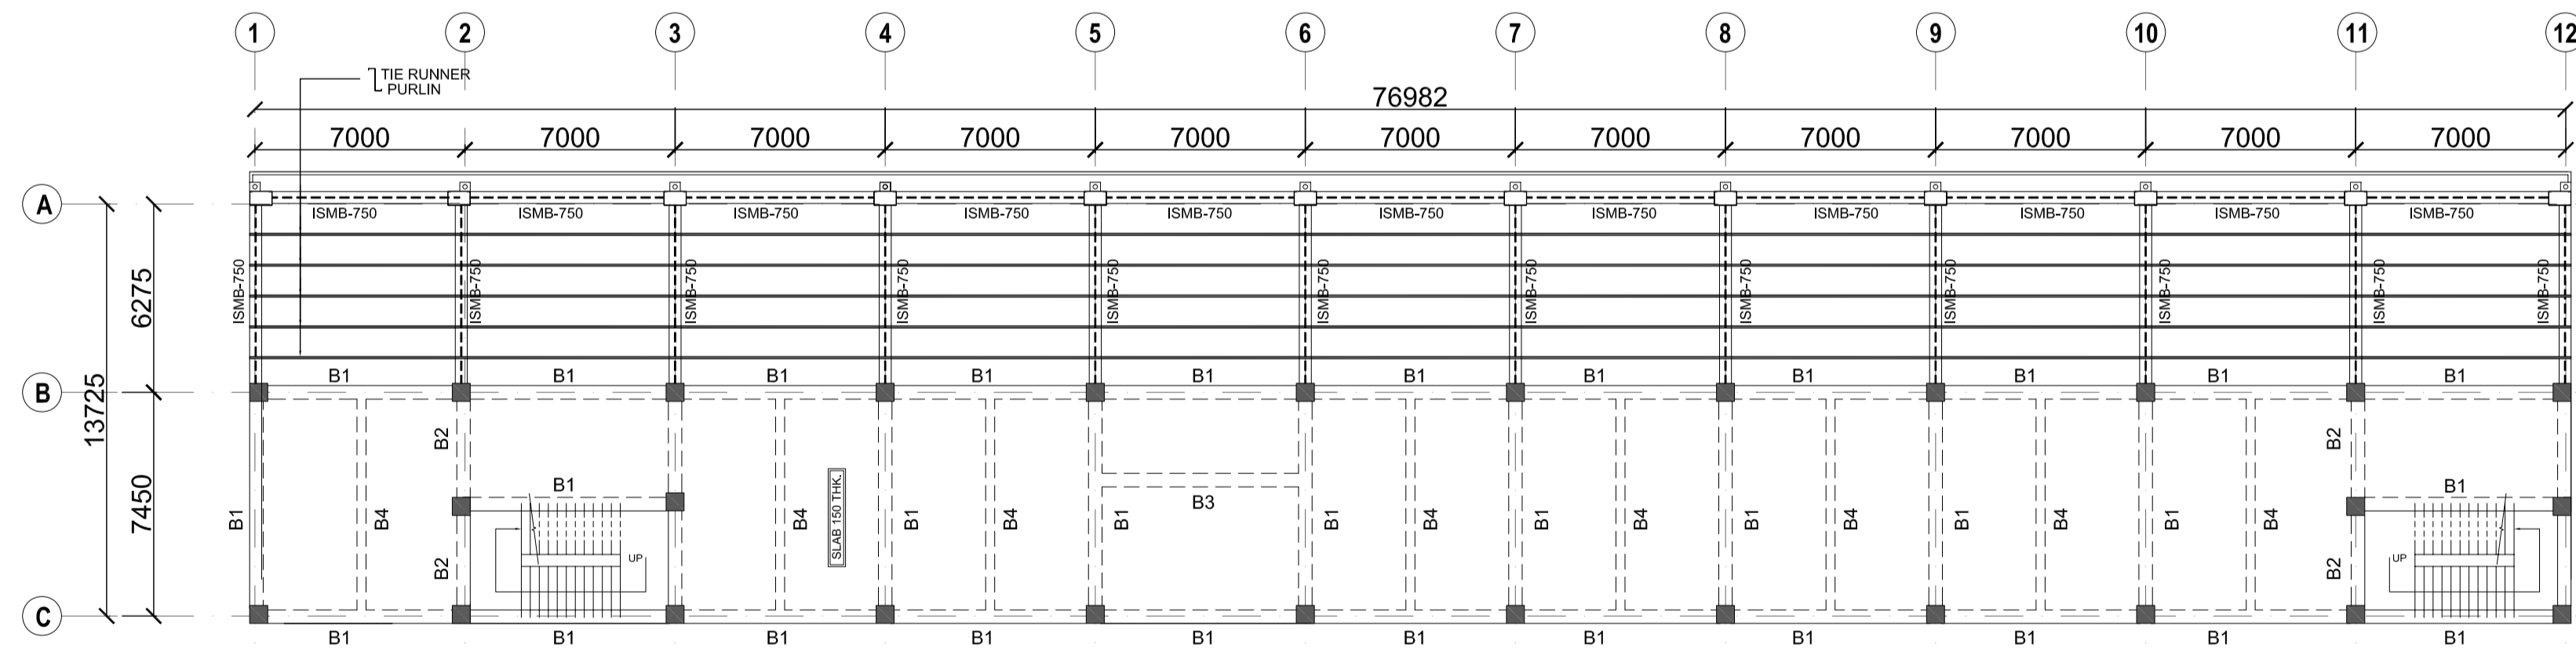 1 2 3 4 5 6 7 8 9 10 11 12
TIE RUNNER
PURLIN
76982
7000 7000 7000 7000 7000 7000 7000 7000 7000 7000 7000
A
ISMB-750 ISMB-750 ISMB-750 ISMB-750 ISMB-750 ISMB-750 ISMB-750 ISMB-750 ISMB-750 ISMB-750 ISMB-750
6275
ISMB-750 ISMB-750 ISMB-750 ISMB-750 ISMB-750 ISMB-750 ISMB-750 ISMB-750 ISMB-750 ISMB-750 ISMB-750 ISMB-750
13725
B1 B1 B1 B1 B1 B1 B1 B1 B1 B1 B1
B
B2 B2
B1 B1
B3
7450
B1 B4 B4 SLAB 150 THK. B1 B4 B1 B1 B4 B1 B4 B1 B4 B1 B4 B1 B4
UP UP
B2 B2
C
B1 B1 B1 B1 B1 B1 B1 B1 B1 B1 B1